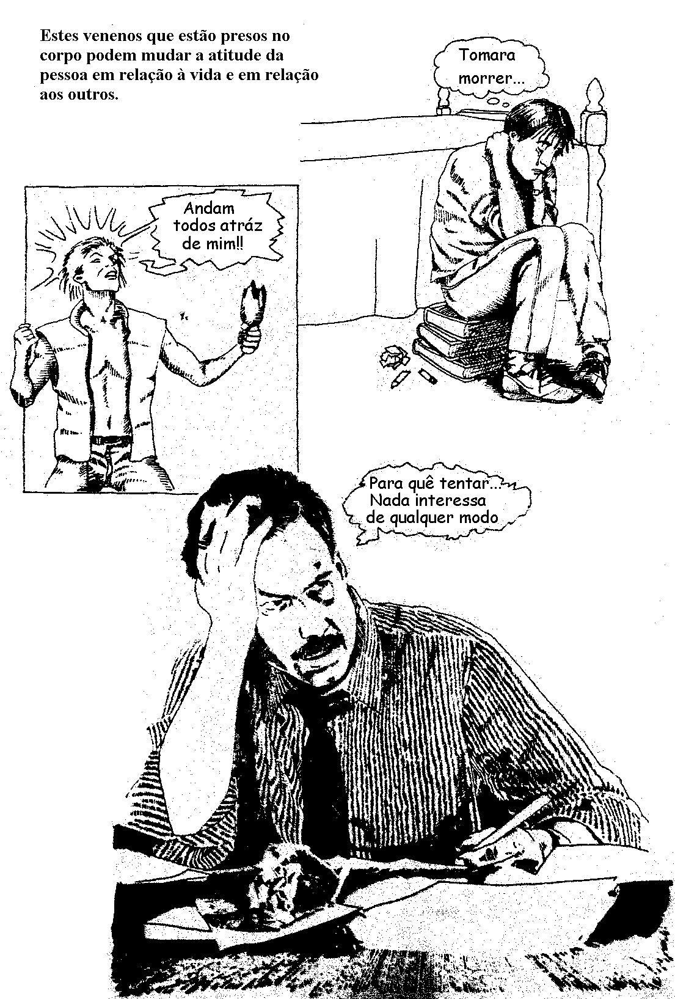 Estes venenos que estão presos no
corpo podem mudar a atitude da
pessoa em relação à vida e em relação
aos outros.
Tomara
morrer...
Andam
todos atráz
de mim!!
Para quê tentar...
Nada interessa
de qualquer modo